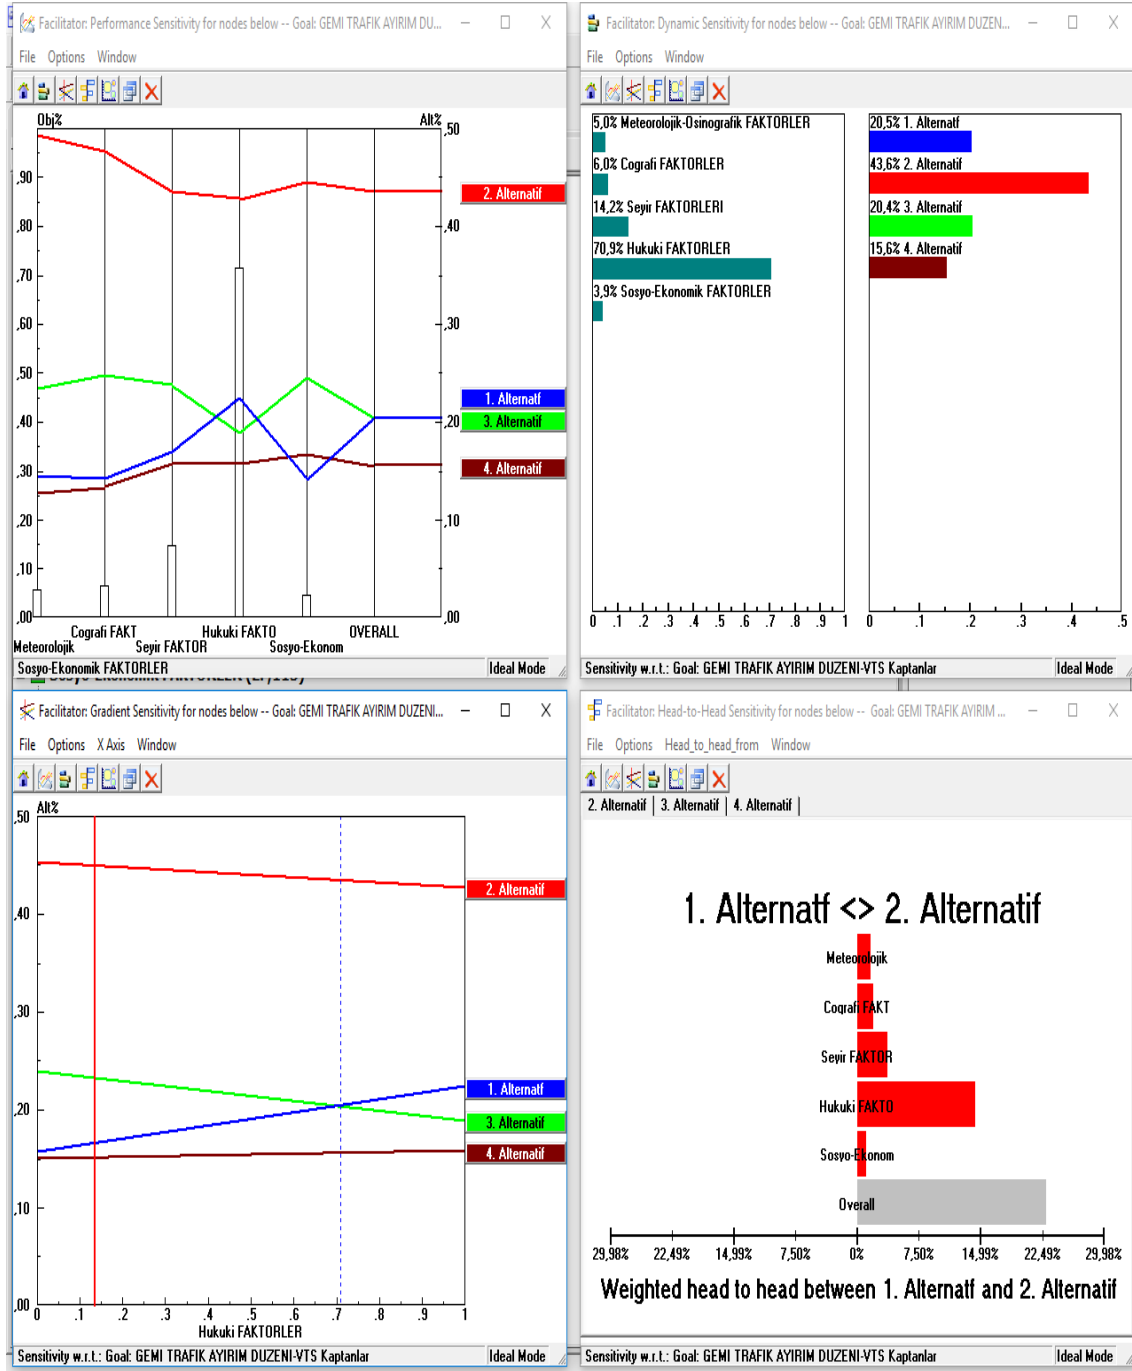 Facilitator: Performance Sensitivity for nodes below -- Goal: GEMI TRAFIK AYIRIM DU...
File Options Window
Obj%
Alt%
,90
,80
,70
,60
,50
,40
,30
,20
,10
,00
,50
,40
,30
,20
,10
,00
2. Alternatif
1. Alternatf
3. Alternatif
4. Alternatif
Cografi FAKT Hukuki FAKTO OVERALL
Meteorolojik Seyir FAKTOR Sosyo-Ekonom
Sosyo-Ekonomik FAKTORLER Ideal Mode
Facilitator: Dynamic Sensitivity for nodes below -- Goal: GEMI TRAFIK AYIRIM DUZEN...
File Options Window
5,0% Meteorolojik-Osinografik FAKTORLER
6,0% Cografi FAKTORLER
14,2% Seyir FAKTORLERI
70,9% Hukuki FAKTORLER
3,9% Sosyo-Ekonomik FAKTORLER
0 .1 .2 .3 .4 .5 .6 .7 .8 .9 1
20,5% 1. Alternatf
43,6% 2. Alternatif
20,4% 3. Alternatif
15,6% 4. Alternatif
0 .1 .2 .3 .4 .5
Sensitivity w.r.t.: Goal: GEMI TRAFIK AYIRIM DUZENI-VTS Kaptanlar Ideal Mode
Facilitator: Gradient Sensitivity for nodes below -- Goal: GEMI TRAFIK AYIRIM DUZENI...
File Options X Axis Window
Alt%
,50
,40
,30
,20
,10
,00
2. Alternatif
1. Alternatf
3. Alternatif
4. Alternatif
0 .1 .2 .3 .4 .5 .6 .7 .8 .9 1
Hukuki FAKTORLER
Sensitivity w.r.t.: Goal: GEMI TRAFIK AYIRIM DUZENI-VTS Kaptanlar Ideal Mode
Facilitator: Head-to-Head Sensitivity for nodes below -- Goal: GEMI TRAFIK AYIRIM ...
File Options Head_to_head_from Window
2. Alternatif | 3. Alternatif | 4. Alternatif |
1. Alternatf <> 2. Alternatif
Meteorolojik
Cografi FAKT
Seyir FAKTOR
Hukuki FAKTO
Sosyo-Ekonom
Overall
29,98% 22,49% 14,99% 7,50% 0% 7,50% 14,99% 22,49% 29,98%
Weighted head to head between 1. Alternatf and 2. Alternatif
Sensitivity w.r.t.: Goal: GEMI TRAFIK AYIRIM DUZENI-VTS Kaptanlar Ideal Mode